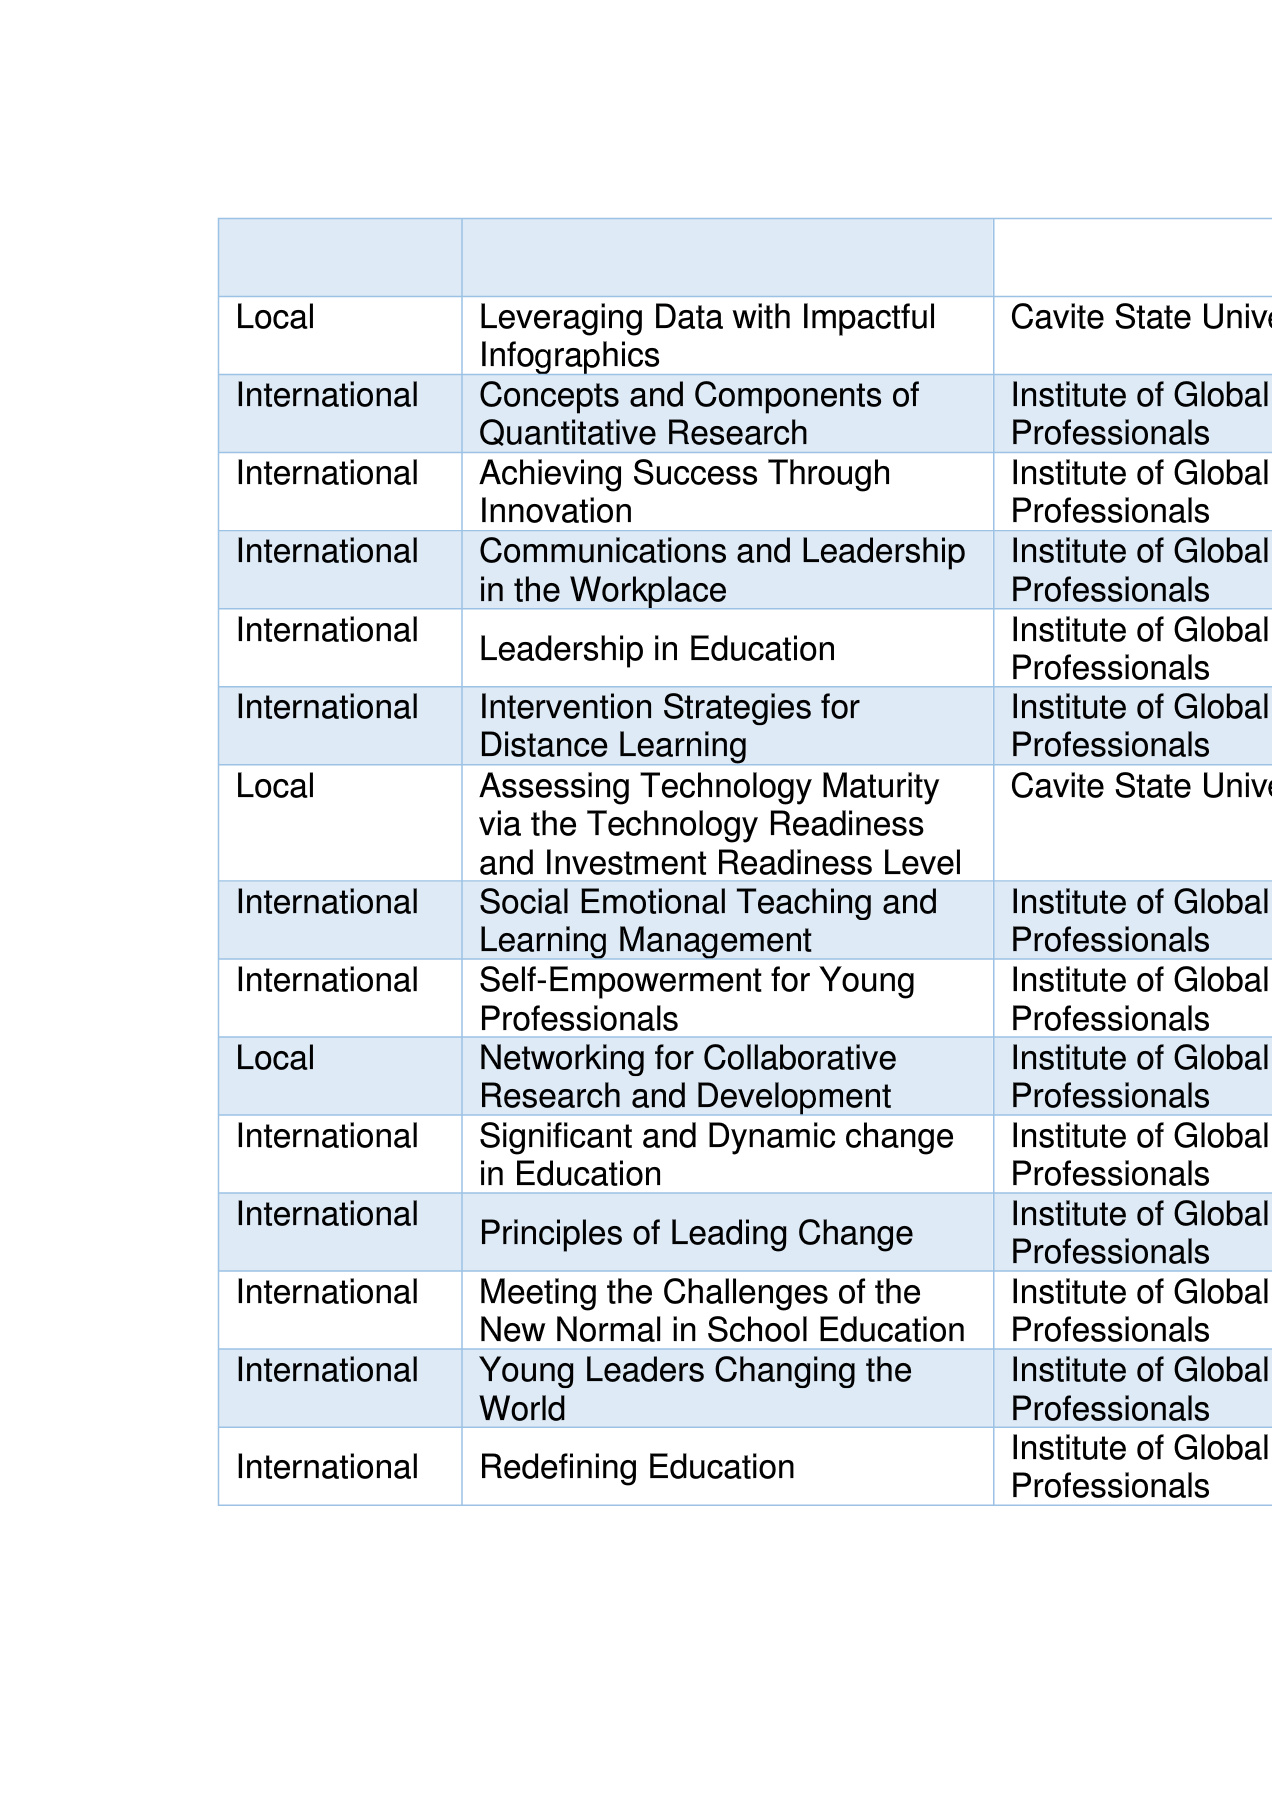 Local
Leveraging Data with Impactful
Infographics
Cavite State
International
Concepts and Components of
Quantitative Research
Institute of Global
Professionals
International
Achieving Success Through
Innovation
Institute of Global
Professionals
International
Communications and Leadership
in the Workplace
Institute of Global
Professionals
International
Leadership in Education
Institute of Global
Professionals
International
Intervention Strategies for
Distance Learning
Institute of Global
Professionals
Local
Assessing Technology Maturity
via the Technology Readiness
and Investment Readiness Level
Cavite State
International
Social Emotional Teaching and
Learning Management
Institute of Global
Professionals
International
Self-Empowerment for Young
Professionals
Institute of Global
Professionals
Local
Networking for Collaborative
Research and Development
Institute of Global
Professionals
International
Significant and Dynamic change
in Education
Institute of Global
Professionals
International
Principles of Leading Change
Institute of Global
Professionals
International
Meeting the Challenges of the
New Normal in School Education
Institute of Global
Professionals
International
Young Leaders Changing the
World
Institute of Global
Professionals
International
Redefining Education
Institute of Global
Professionals